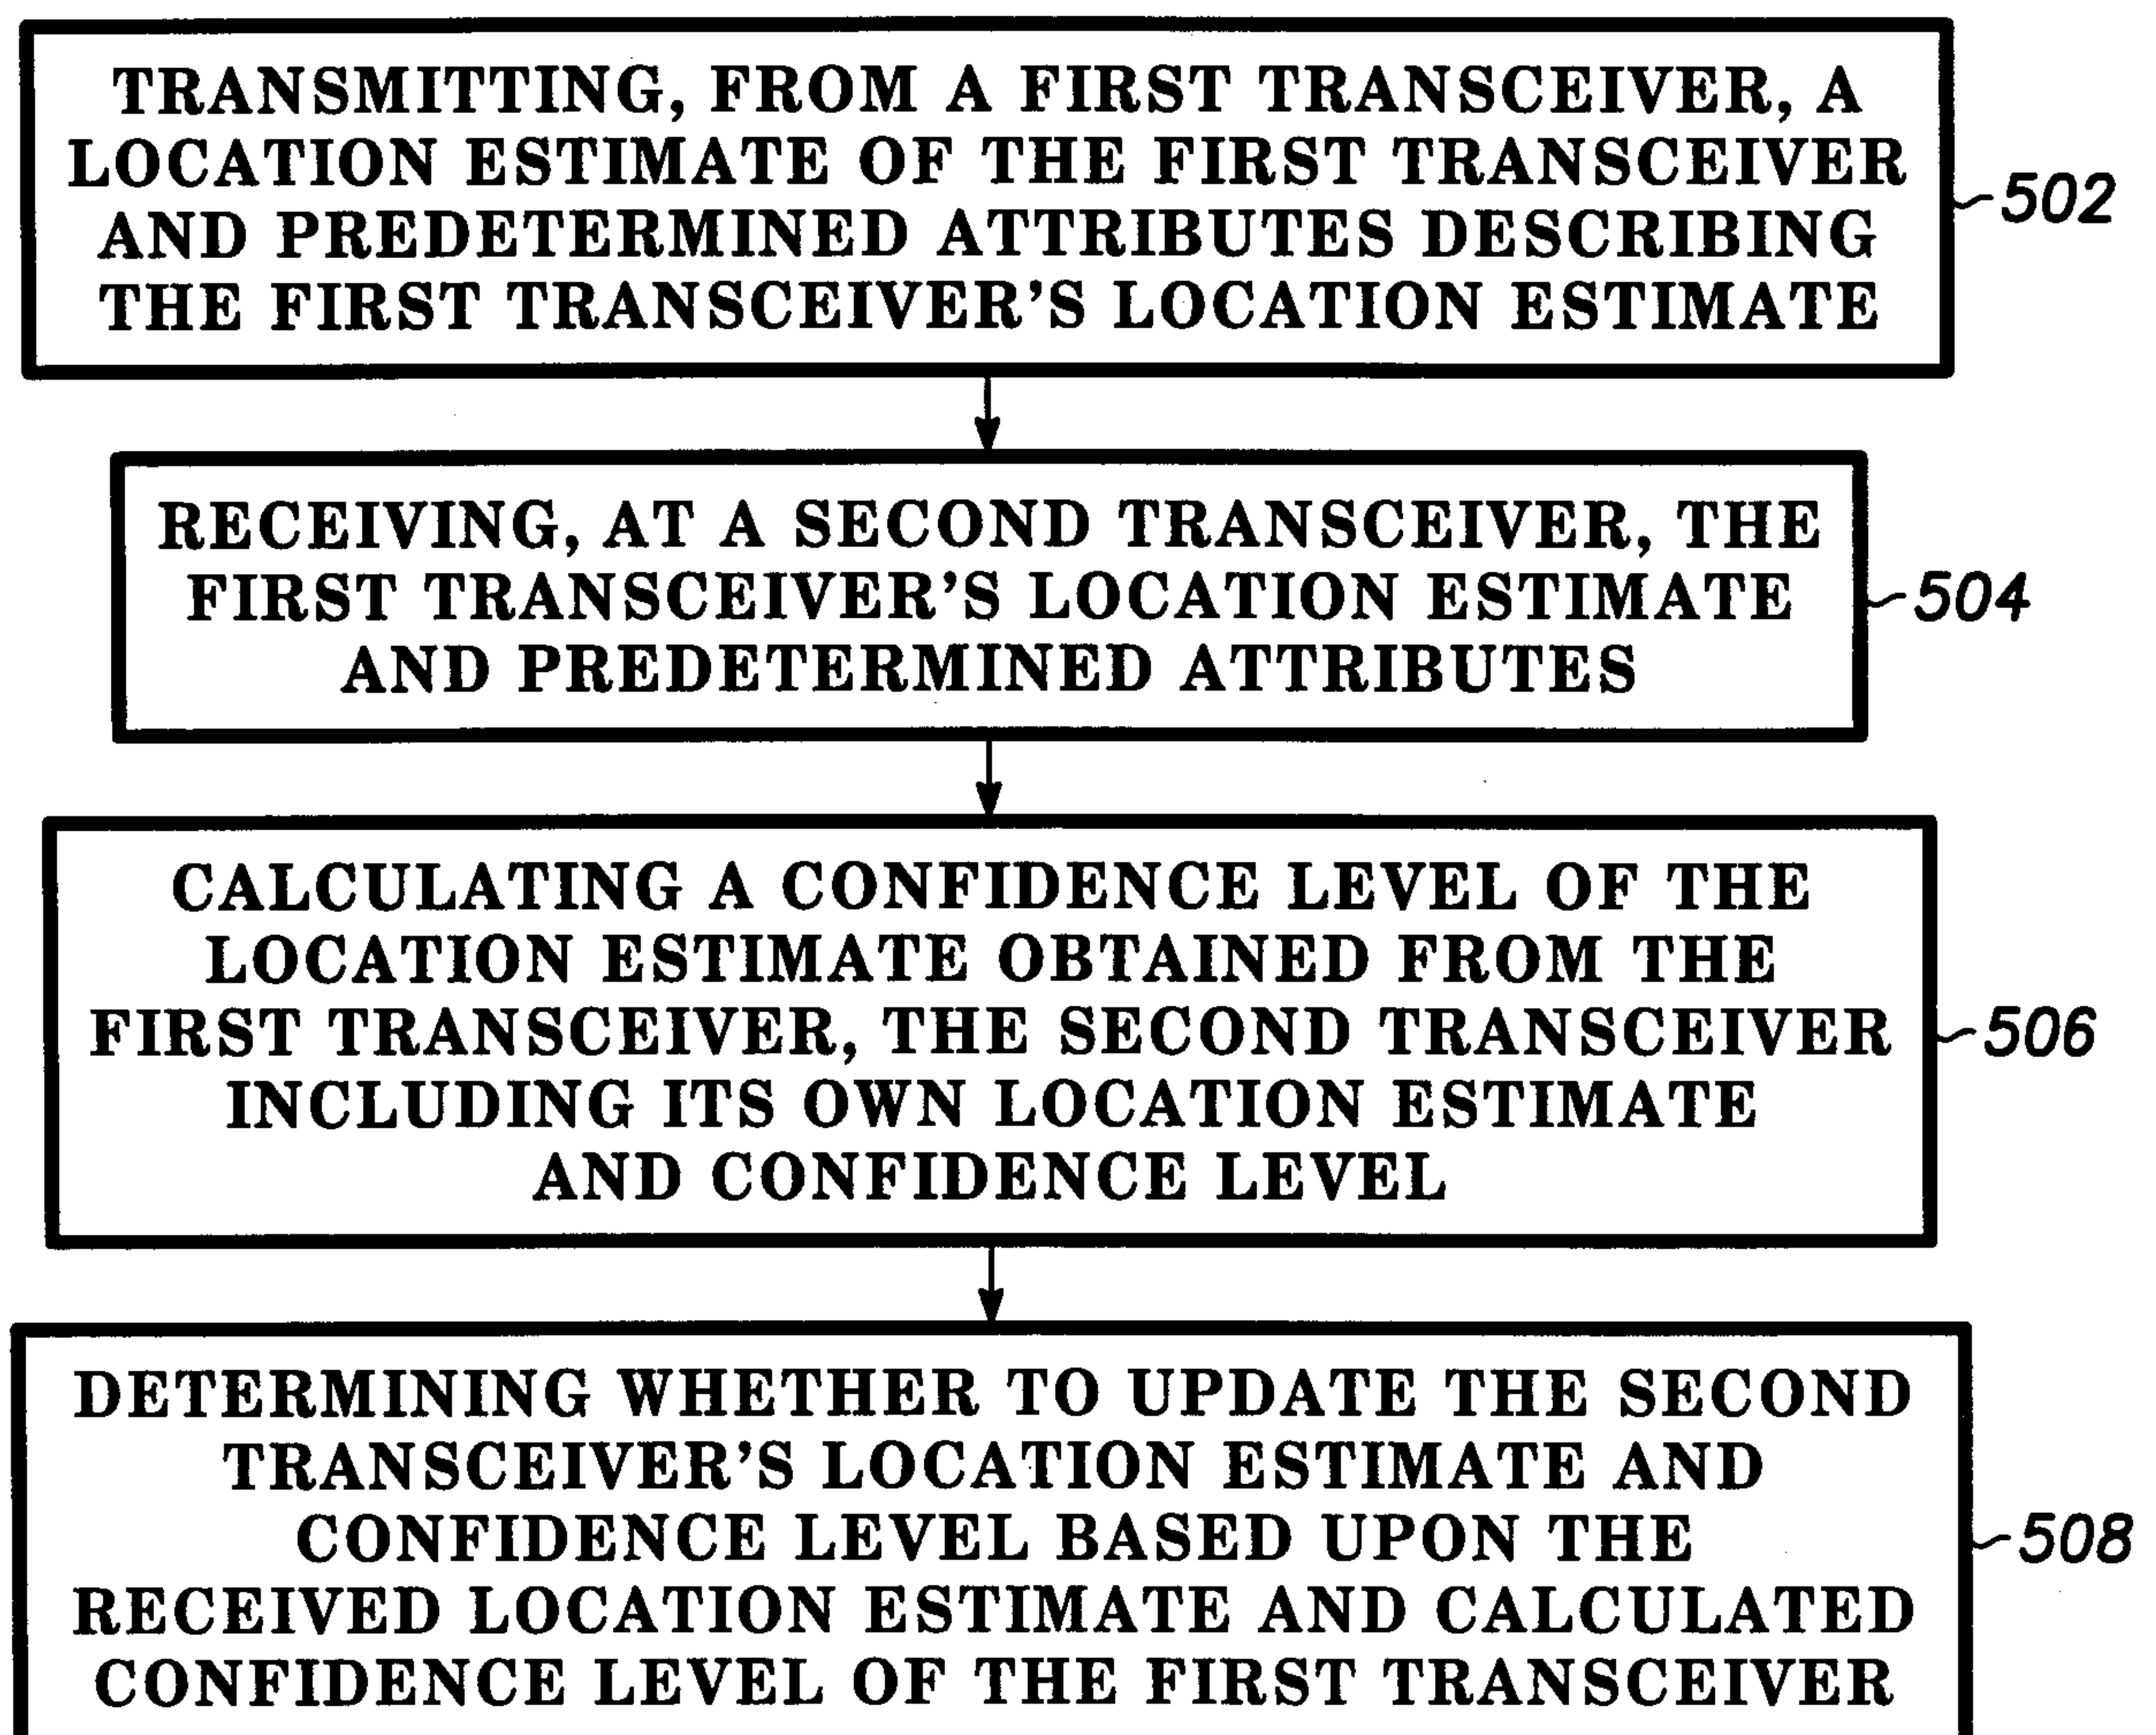 TRANSMITTING, FROM A FIRST TRANSCEIVER, A
LOCATION ESTIMATE OF THE FIRST TRANSCEIVER
AND PREDETERMINED ATTRIBUTES DESCRIBING
THE FIRST TRANSCEIVER'S LOCATION ESTIMATE
502
RECEIVING, AT A SECOND TRANSCEIVER, THE
FIRST TRANSCEIVER'S LOCATION ESTIMATE
AND PREDETERMINED ATTRIBUTES
504
CALCULATING A CONFIDENCE LEVEL OF THE
LOCATION ESTIMATE OBTAINED FROM THE
FIRST TRANSCEIVER, THE SECOND TRANSCEIVER
INCLUDING ITS OWN LOCATION ESTIMATE
AND CONFIDENCE LEVEL
506
DETERMINING WHETHER TO UPDATE THE SECOND
TRANSCEIVER'S LOCATION ESTIMATE AND
CONFIDENCE LEVEL BASED UPON THE
RECEIVED LOCATION ESTIMATE AND CALCULATED
CONFIDENCE LEVEL OF THE FIRST TRANSCEIVER
508